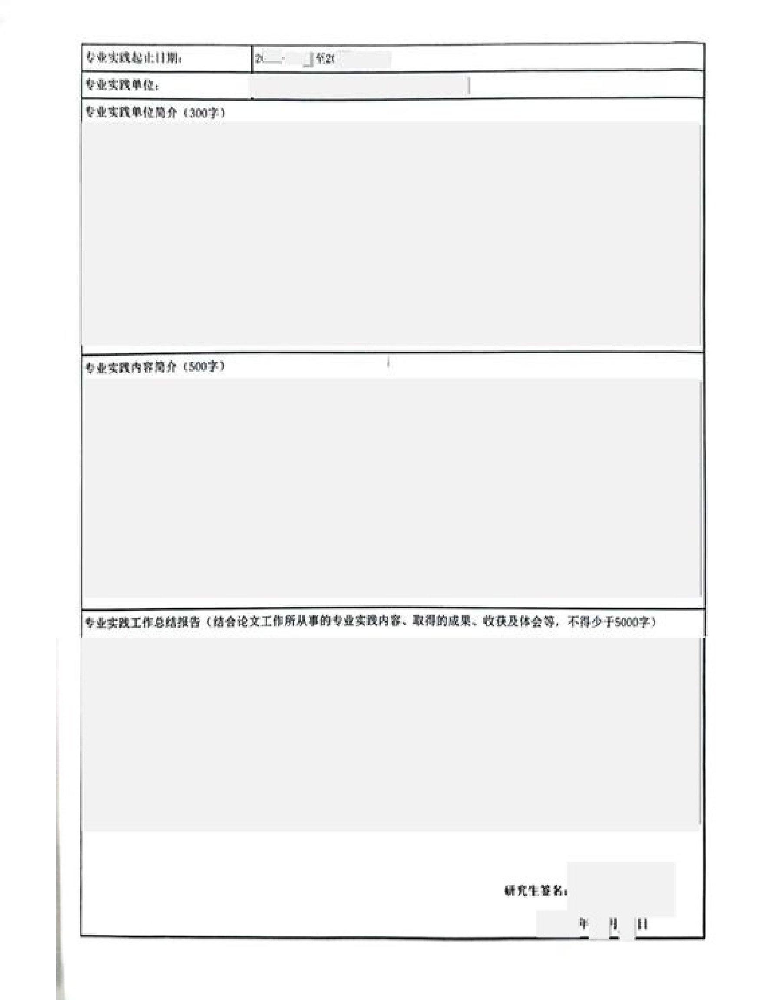 专业实践起止日期： 20 至20
专业实践单位：
专业实践单位简介（300字）
专业实践内容简介（500字）
专业实践工作总结报告（结合论文工作所从事的专业实践内容、取得的成果、收获及体会等，不得少于5000字）
研究生签名：
年 月 日